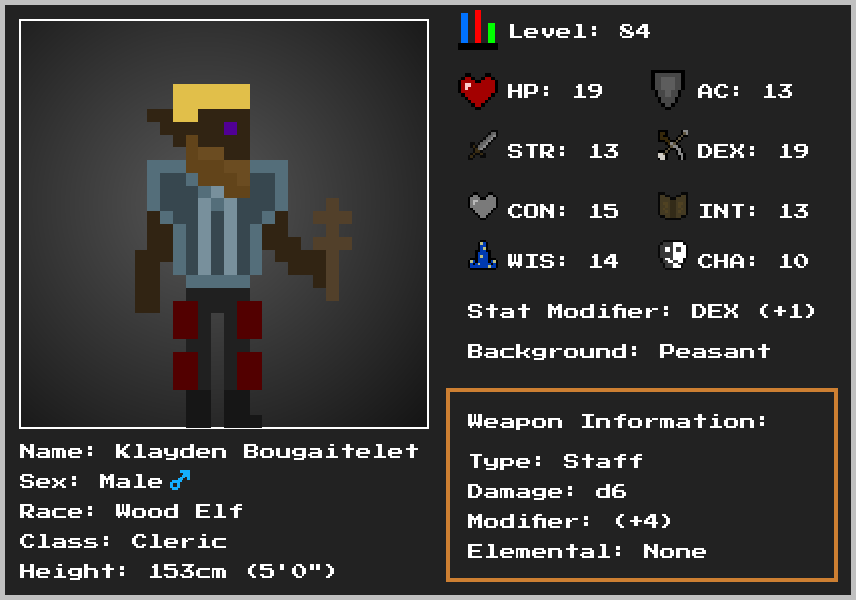 Level: 84
HP: 19
AC: 13
STR: 13
DEX: 19
CON: 15
INT: 13
WIS: 14
CHA: 10
Stat Modifier: DEX (+1)
Background: Peasant
Weapon Information:
Type: Staff
Damage: d6
Modifier: (+4)
Elemental: None
Name: Klayden Bougaitelet
Sex: Male♂
Race: Wood Elf
Class: Cleric
Height: 153cm (5'0")